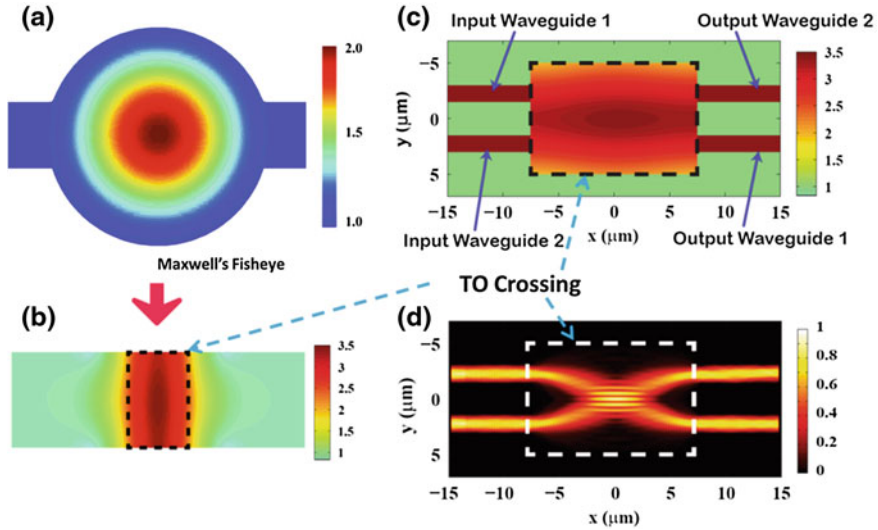 (a)
2.0
1.5
1.0
Maxwell's Fisheye
(b)
3.5
3
2.5
2
1.5
1
TO Crossing
(c)
Input Waveguide 1
Output Waveguide 2
−5
0
5
y (μm)
−15
−10
−5
0
5
10
15
x (μm)
Input Waveguide 2
Output Waveguide 1
3.5
3
2.5
2
1.5
1
(d)
−5
0
5
y (μm)
−15
−10
−5
0
5
10
15
x (μm)
1
0.8
0.6
0.4
0.2
0